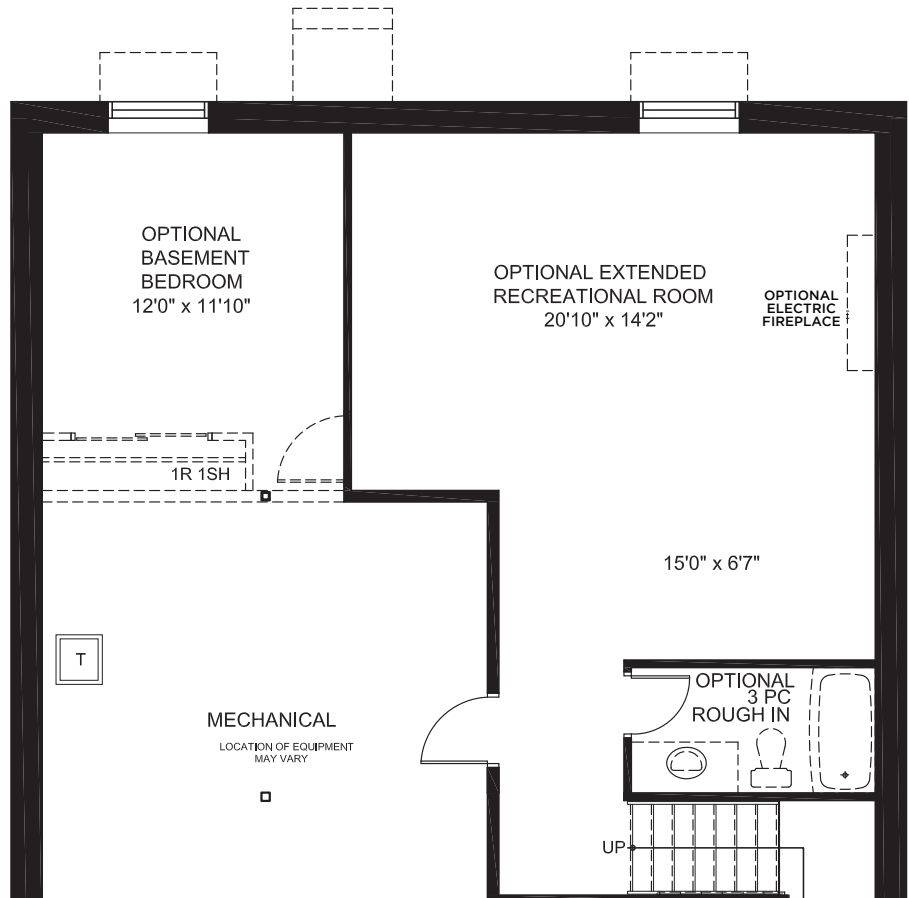 OPTIONAL
BASEMENT
BEDROOM
12'0" x 11'10"
OPTIONAL EXTENDED
RECREATIONAL ROOM
20'10" x 14'2"
OPTIONAL
ELECTRIC
FIREPLACE
1R 1SH
15'0" x 6'7"
T
MECHANICAL
LOCATION OF EQUIPMENT
MAY VARY
OPTIONAL
3 PC
ROUGH IN
UP